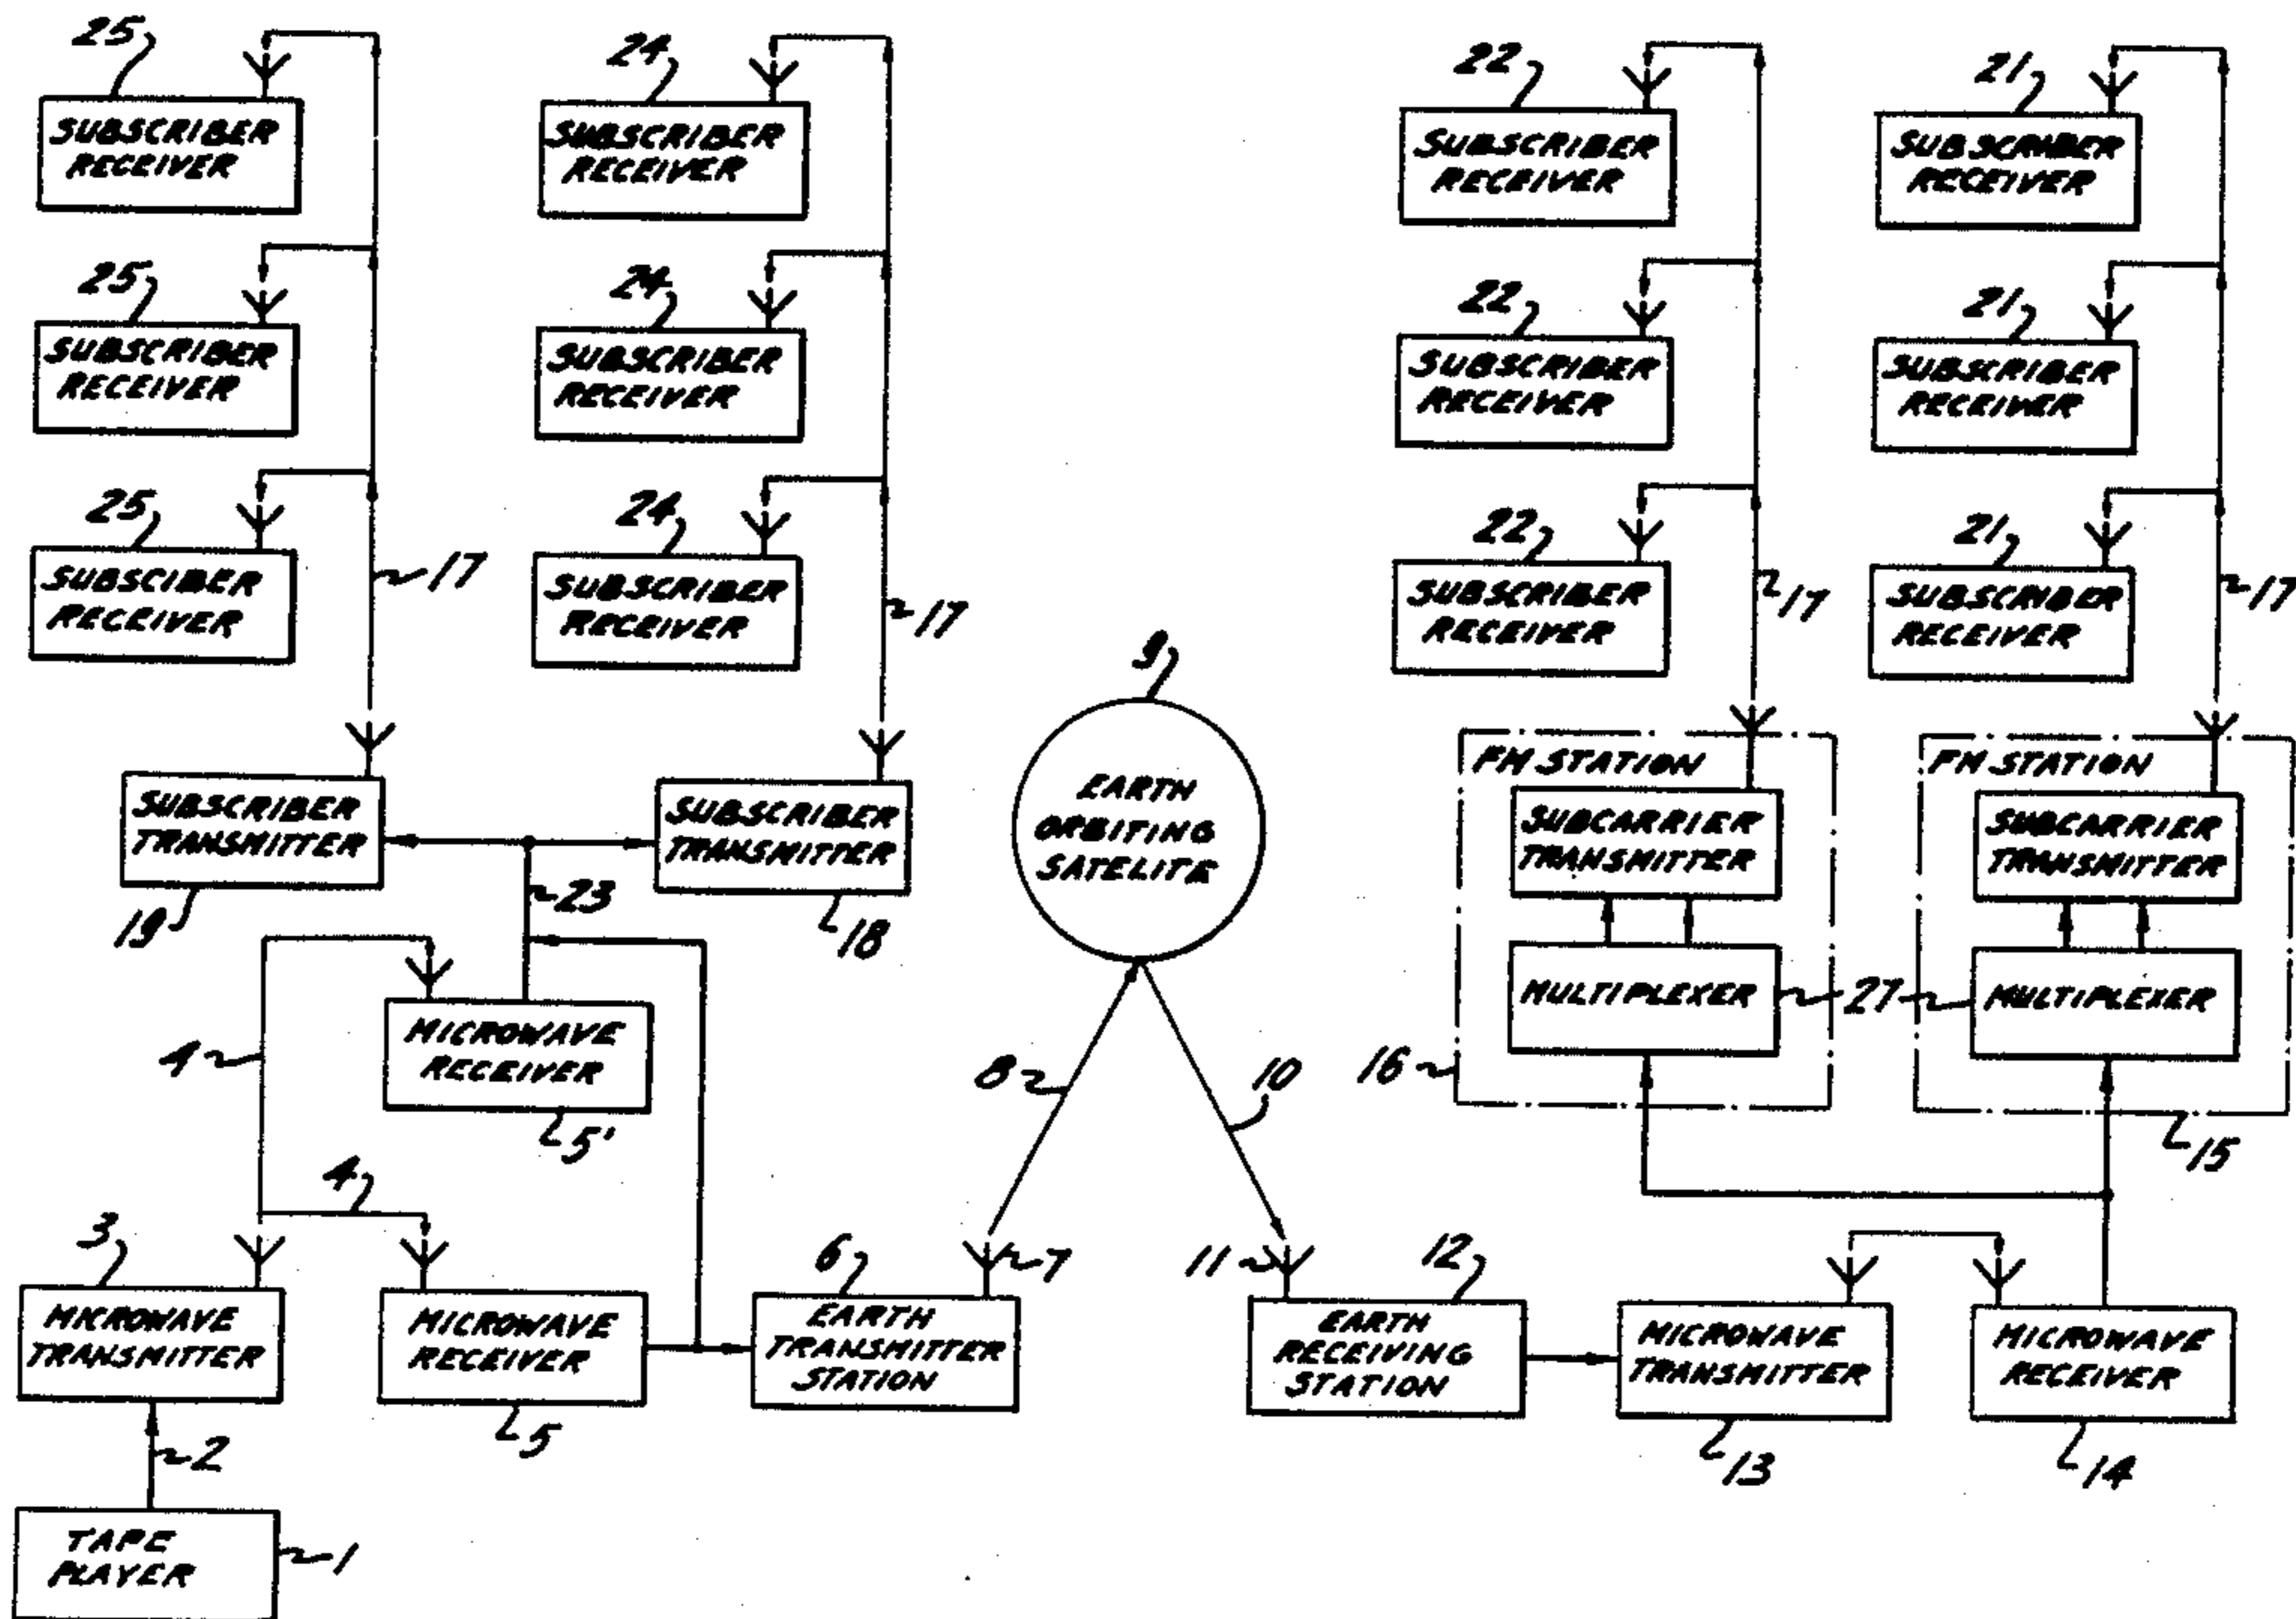 25
24
22
21
SUBSCRIBER
RECEIVER
SUBSCRIBER
RECEIVER
SUBSCRIBER
RECEIVER
SUBSCRIBER
RECEIVER
25
24
22
21
SUBSCRIBER
RECEIVER
SUBSCRIBER
RECEIVER
SUBSCRIBER
RECEIVER
SUBSCRIBER
RECEIVER
25
24
22
21
SUBSCIBER
RECEIVER
SUBSCRIBER
RECEIVER
SUBSCRIBER
RECEIVER
SUBSCRIBER
RECEIVER
17
17
17
17
9
SUBSCRIBER
TRANSMITTER
19
SUBSCRIBER
TRANSMITTER
18
23
EARTH
ORBITING
SATELITE
FM STATION
SUBCARRIER
TRANSMITTER
MULTIPLEXER
16
27
FM STATION
SUBCARRIER
TRANSMITTER
MULTIPLEXER
15
4
MICROWAVE
RECEIVER
5'
8
10
4
3
MICROWAVE
TRANSMITTER
MICROWAVE
RECEIVER
5
6
7
EARTH
TRANSMITTER
STATION
11
12
EARTH
RECEIVING
STATION
MICROWAVE
TRANSMITTER
13
MICROWAVE
RECEIVER
14
2
TAPE
PLAYER
1